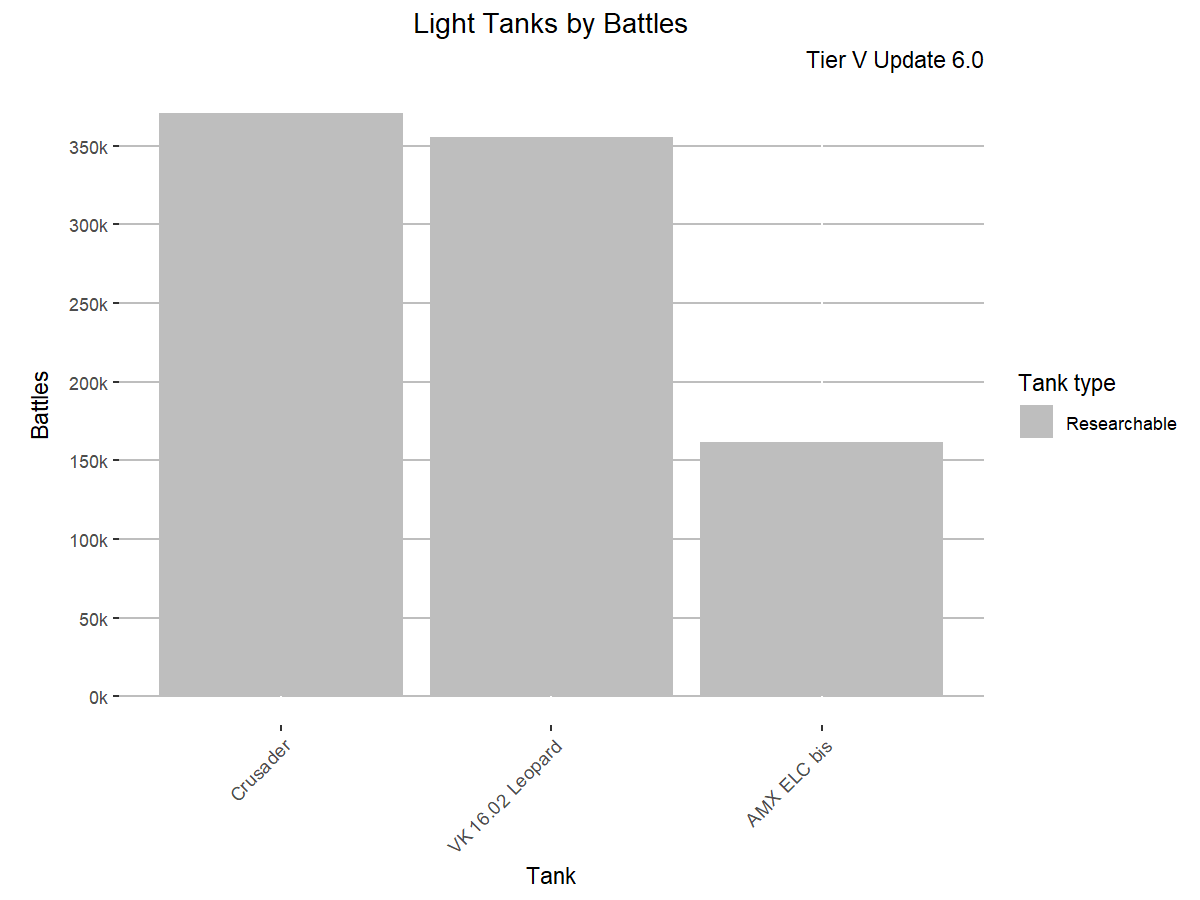 Light Tanks by Battles
Tier V Update 6.0
Battles
350k
300k
250k
200k
150k
100k
50k
0k
Crusader
VK 16.02 Leopard
AMX ELC bis
Tank
Tank type
Researchable